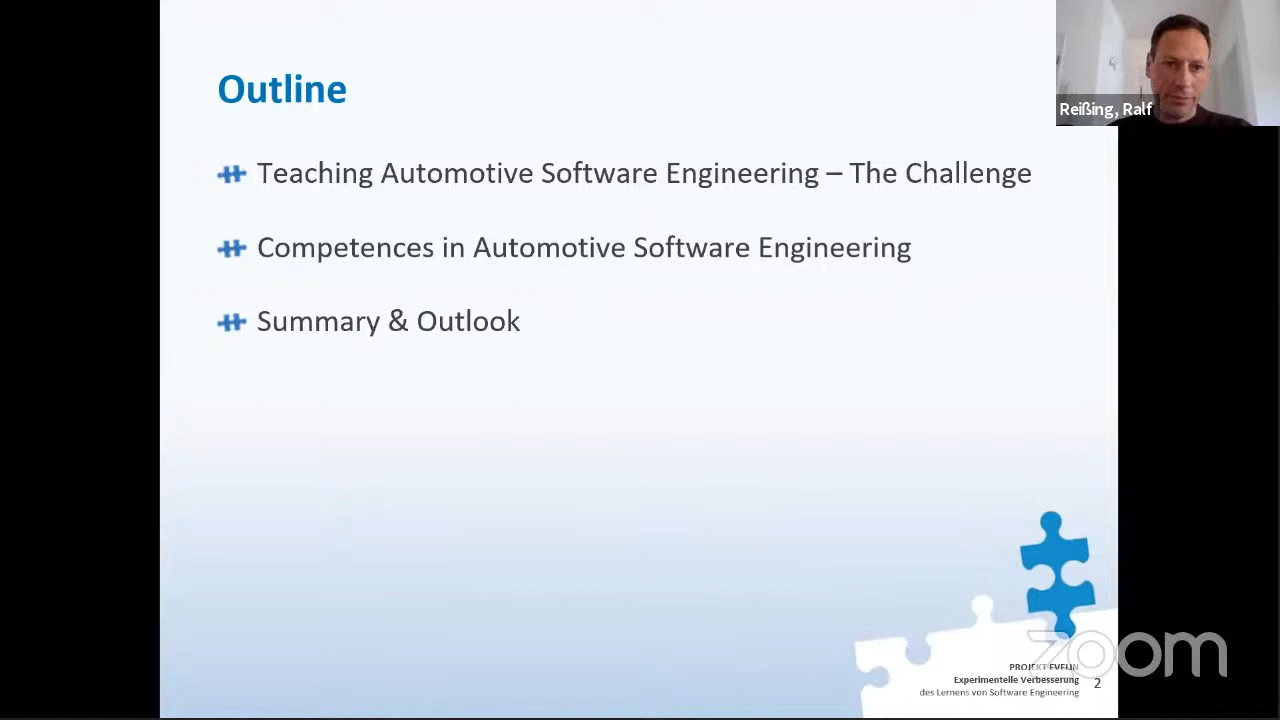 Outline
Reißing, Ralf
Teaching Automotive Software Engineering – The Challenge
Competences in Automotive Software Engineering
Summary & Outlook
zoom
PROJEKT EVELIN
Experimentelle Verbesserung
des Lernens von Software Engineering
2